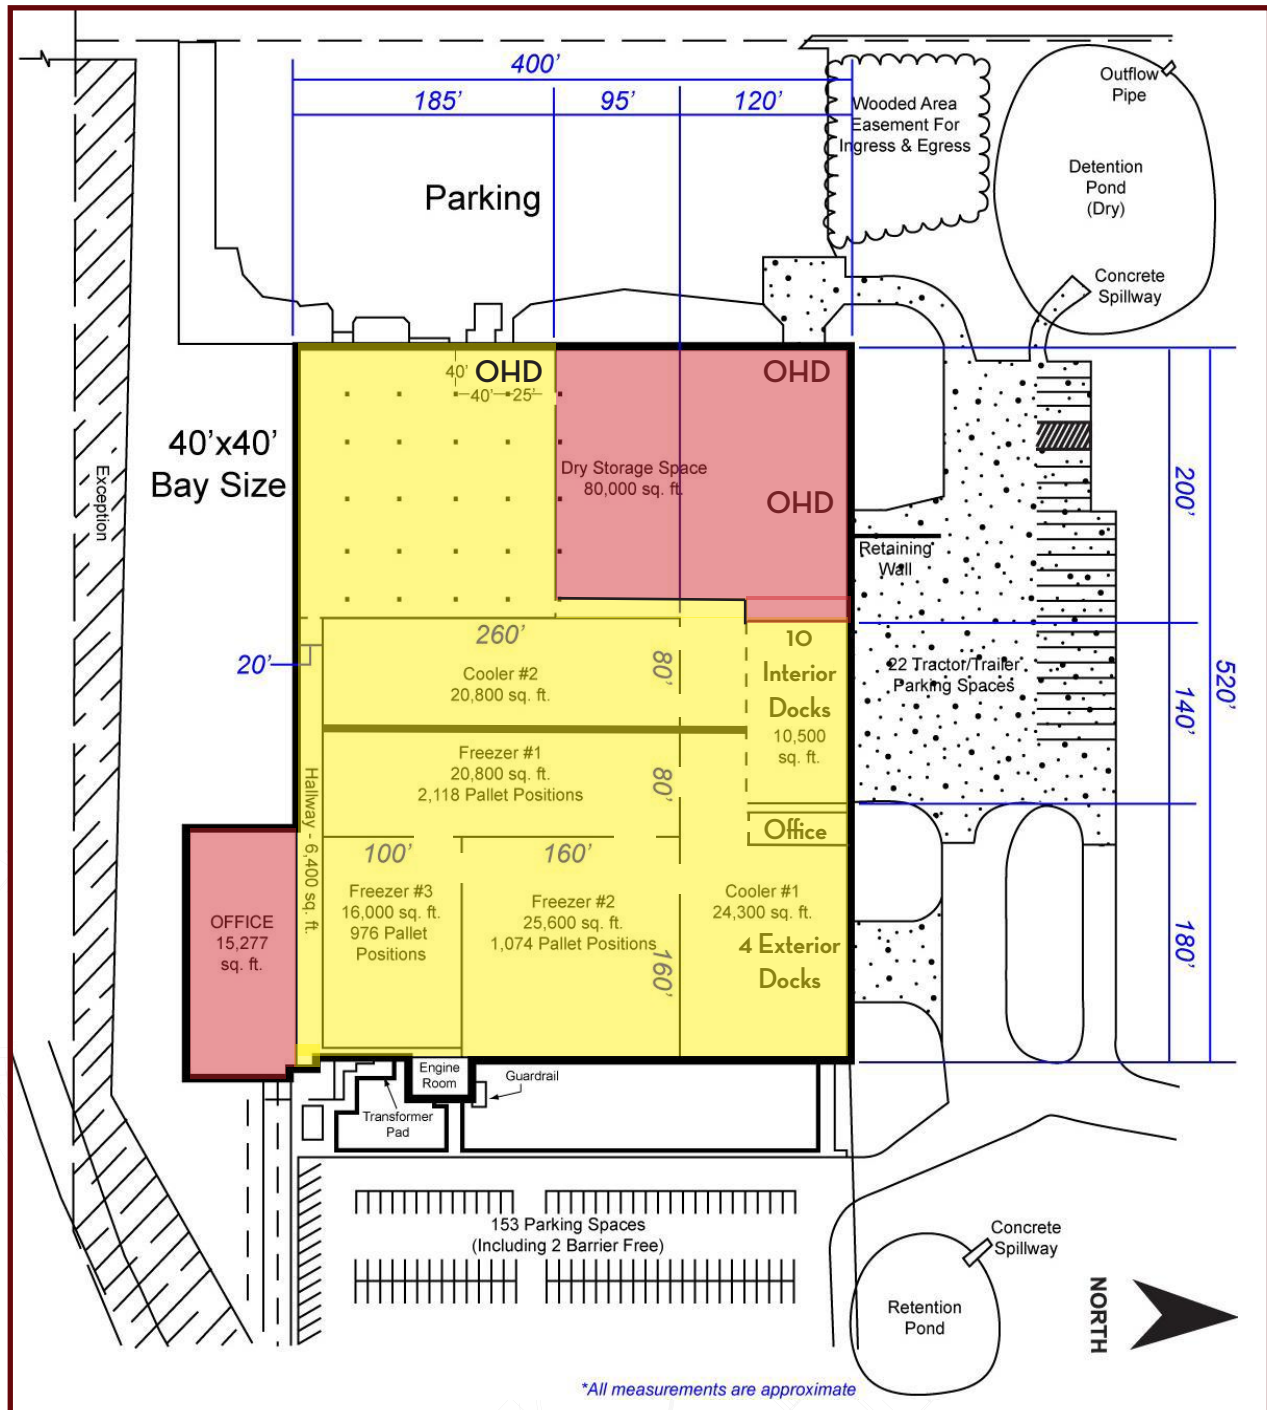 400'
185'
95'
120'
Wooded Area
Easement For
Ingress & Egress
Outflow
Pipe
Detention
Pond
(Dry)
Parking
Concrete
Spillway
40'
OHD
40'
25'
OHD
40'x40'
Bay Size
Exception
Dry Storage Space
80,000 sq. ft.
OHD
200'
Retaining
Wall
260'
20'
Cooler #2
20,800 sq. ft.
80'
10
Interior
Docks
10,500
sq. ft.
22 Tractor/Trailer
Parking Spaces
520'
140'
Freezer #1
20,800 sq. ft.
2,118 Pallet Positions
80'
Hallway - 6,400 sq. ft.
Office
100'
160'
Freezer #3
16,000 sq. ft.
976 Pallet
Positions
Freezer #2
25,600 sq. ft.
1,074 Pallet Positions
160'
Cooler #1
24,300 sq. ft.
4 Exterior
Docks
180'
OFFICE
15,277
sq. ft.
Engine
Room
Guardrail
Transformer
Pad
153 Parking Spaces
(Including 2 Barrier Free)
Concrete
Spillway
Retention
Pond
NORTH
*All measurements are approximate